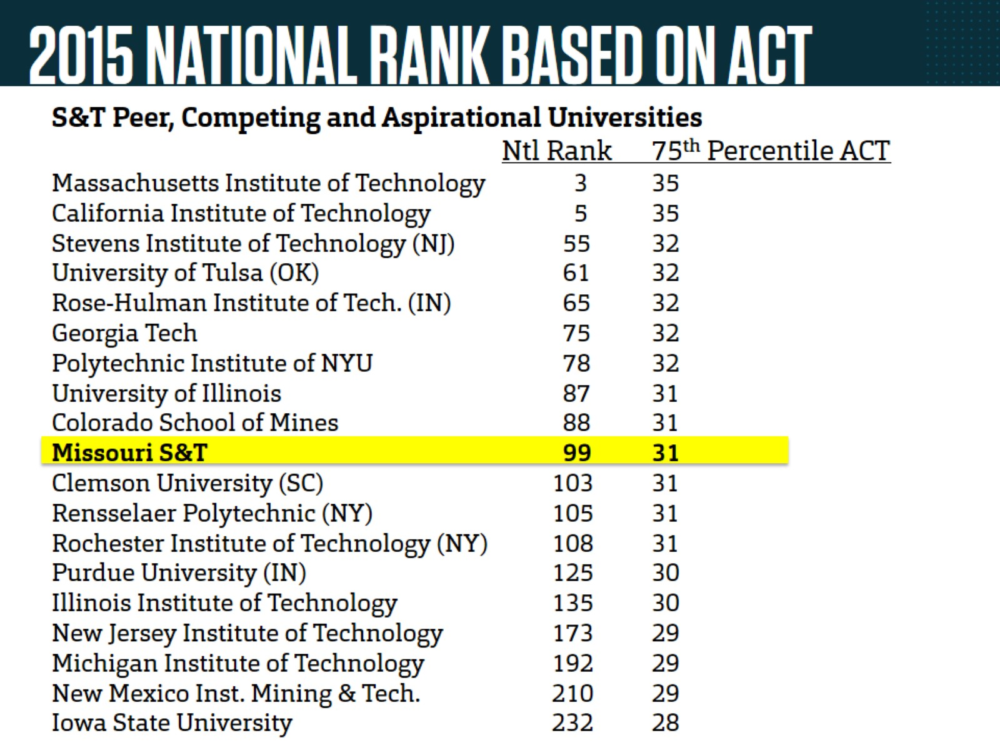 2015 NATIONAL RANK BASED ON ACT
S&T Peer, Competing and Aspirational Universities
Ntl Rank 75th Percentile ACT
Massachusetts Institute of Technology 3 35
California Institute of Technology 5 35
Stevens Institute of Technology (NJ) 55 32
University of Tulsa (OK) 61 32
Rose-Hulman Institute of Tech. (IN) 65 32
Georgia Tech 75 32
Polytechnic Institute of NYU 78 32
University of Illinois 87 31
Colorado School of Mines 88 31
Missouri S&T 99 31
Clemson University (SC) 103 31
Rensselaer Polytechnic (NY) 105 31
Rochester Institute of Technology (NY) 108 31
Purdue University (IN) 125 30
Illinois Institute of Technology 135 30
New Jersey Institute of Technology 173 29
Michigan Institute of Technology 192 29
New Mexico Inst. Mining & Tech. 210 29
Iowa State University 232 28